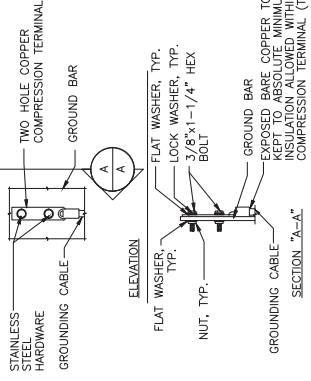 STAINLESS
STEEL
HARDWARE
GROUNDING CABLE
TWO HOLE COPPER
COMPRESSION TERMINAL
GROUND BAR
A
A
ELEVATION
FLAT WASHER,
TYP.
NUT, TYP.
GROUNDING CABLE
FLAT WASHER, TYP.
LOCK WASHER, TYP.
3/8"x1-1/4" HEX
BOLT
GROUND BAR
EXPOSED BARE COPPER TO
KEPT TO ABSOLUTE MINIMU
INSULATION ALLOWED WITHI
COMPRESSION TERMINAL (T
SECTION "A-A"